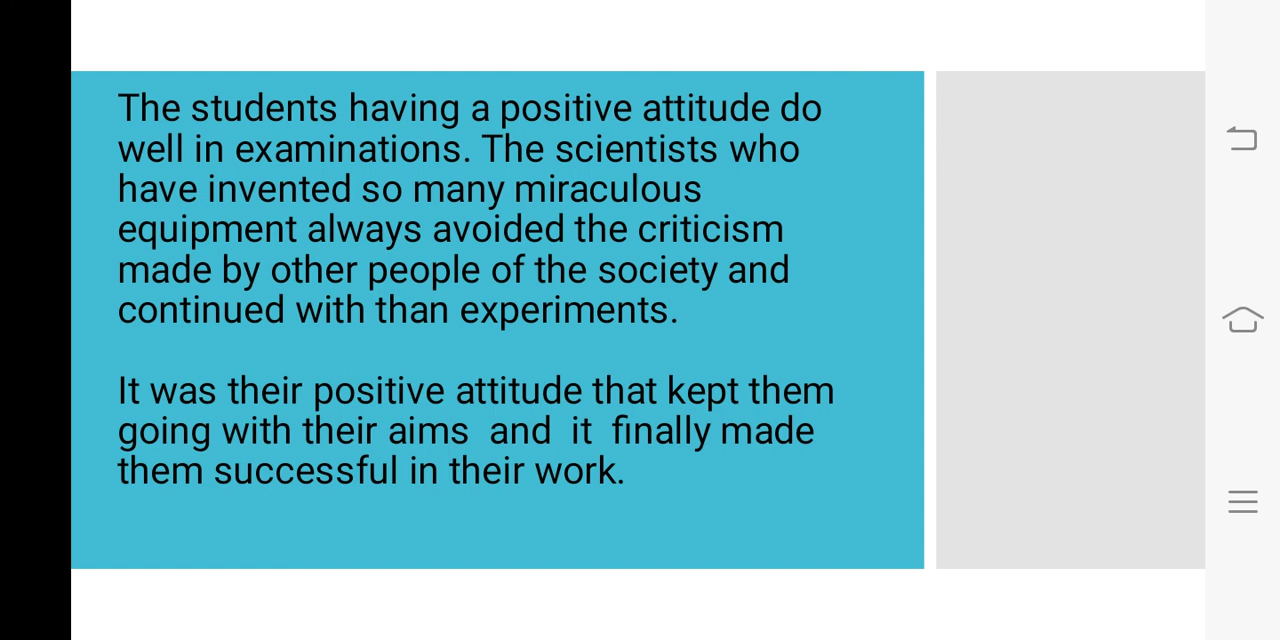 The students having a positive attitude do
well in examinations. The scientists who
have invented so many miraculous
equipment always avoided the criticism
made by other people of the society and
continued with than experiments.
It was their positive attitude that kept them
going with their aims  and  it  finally made
them successful in their work.